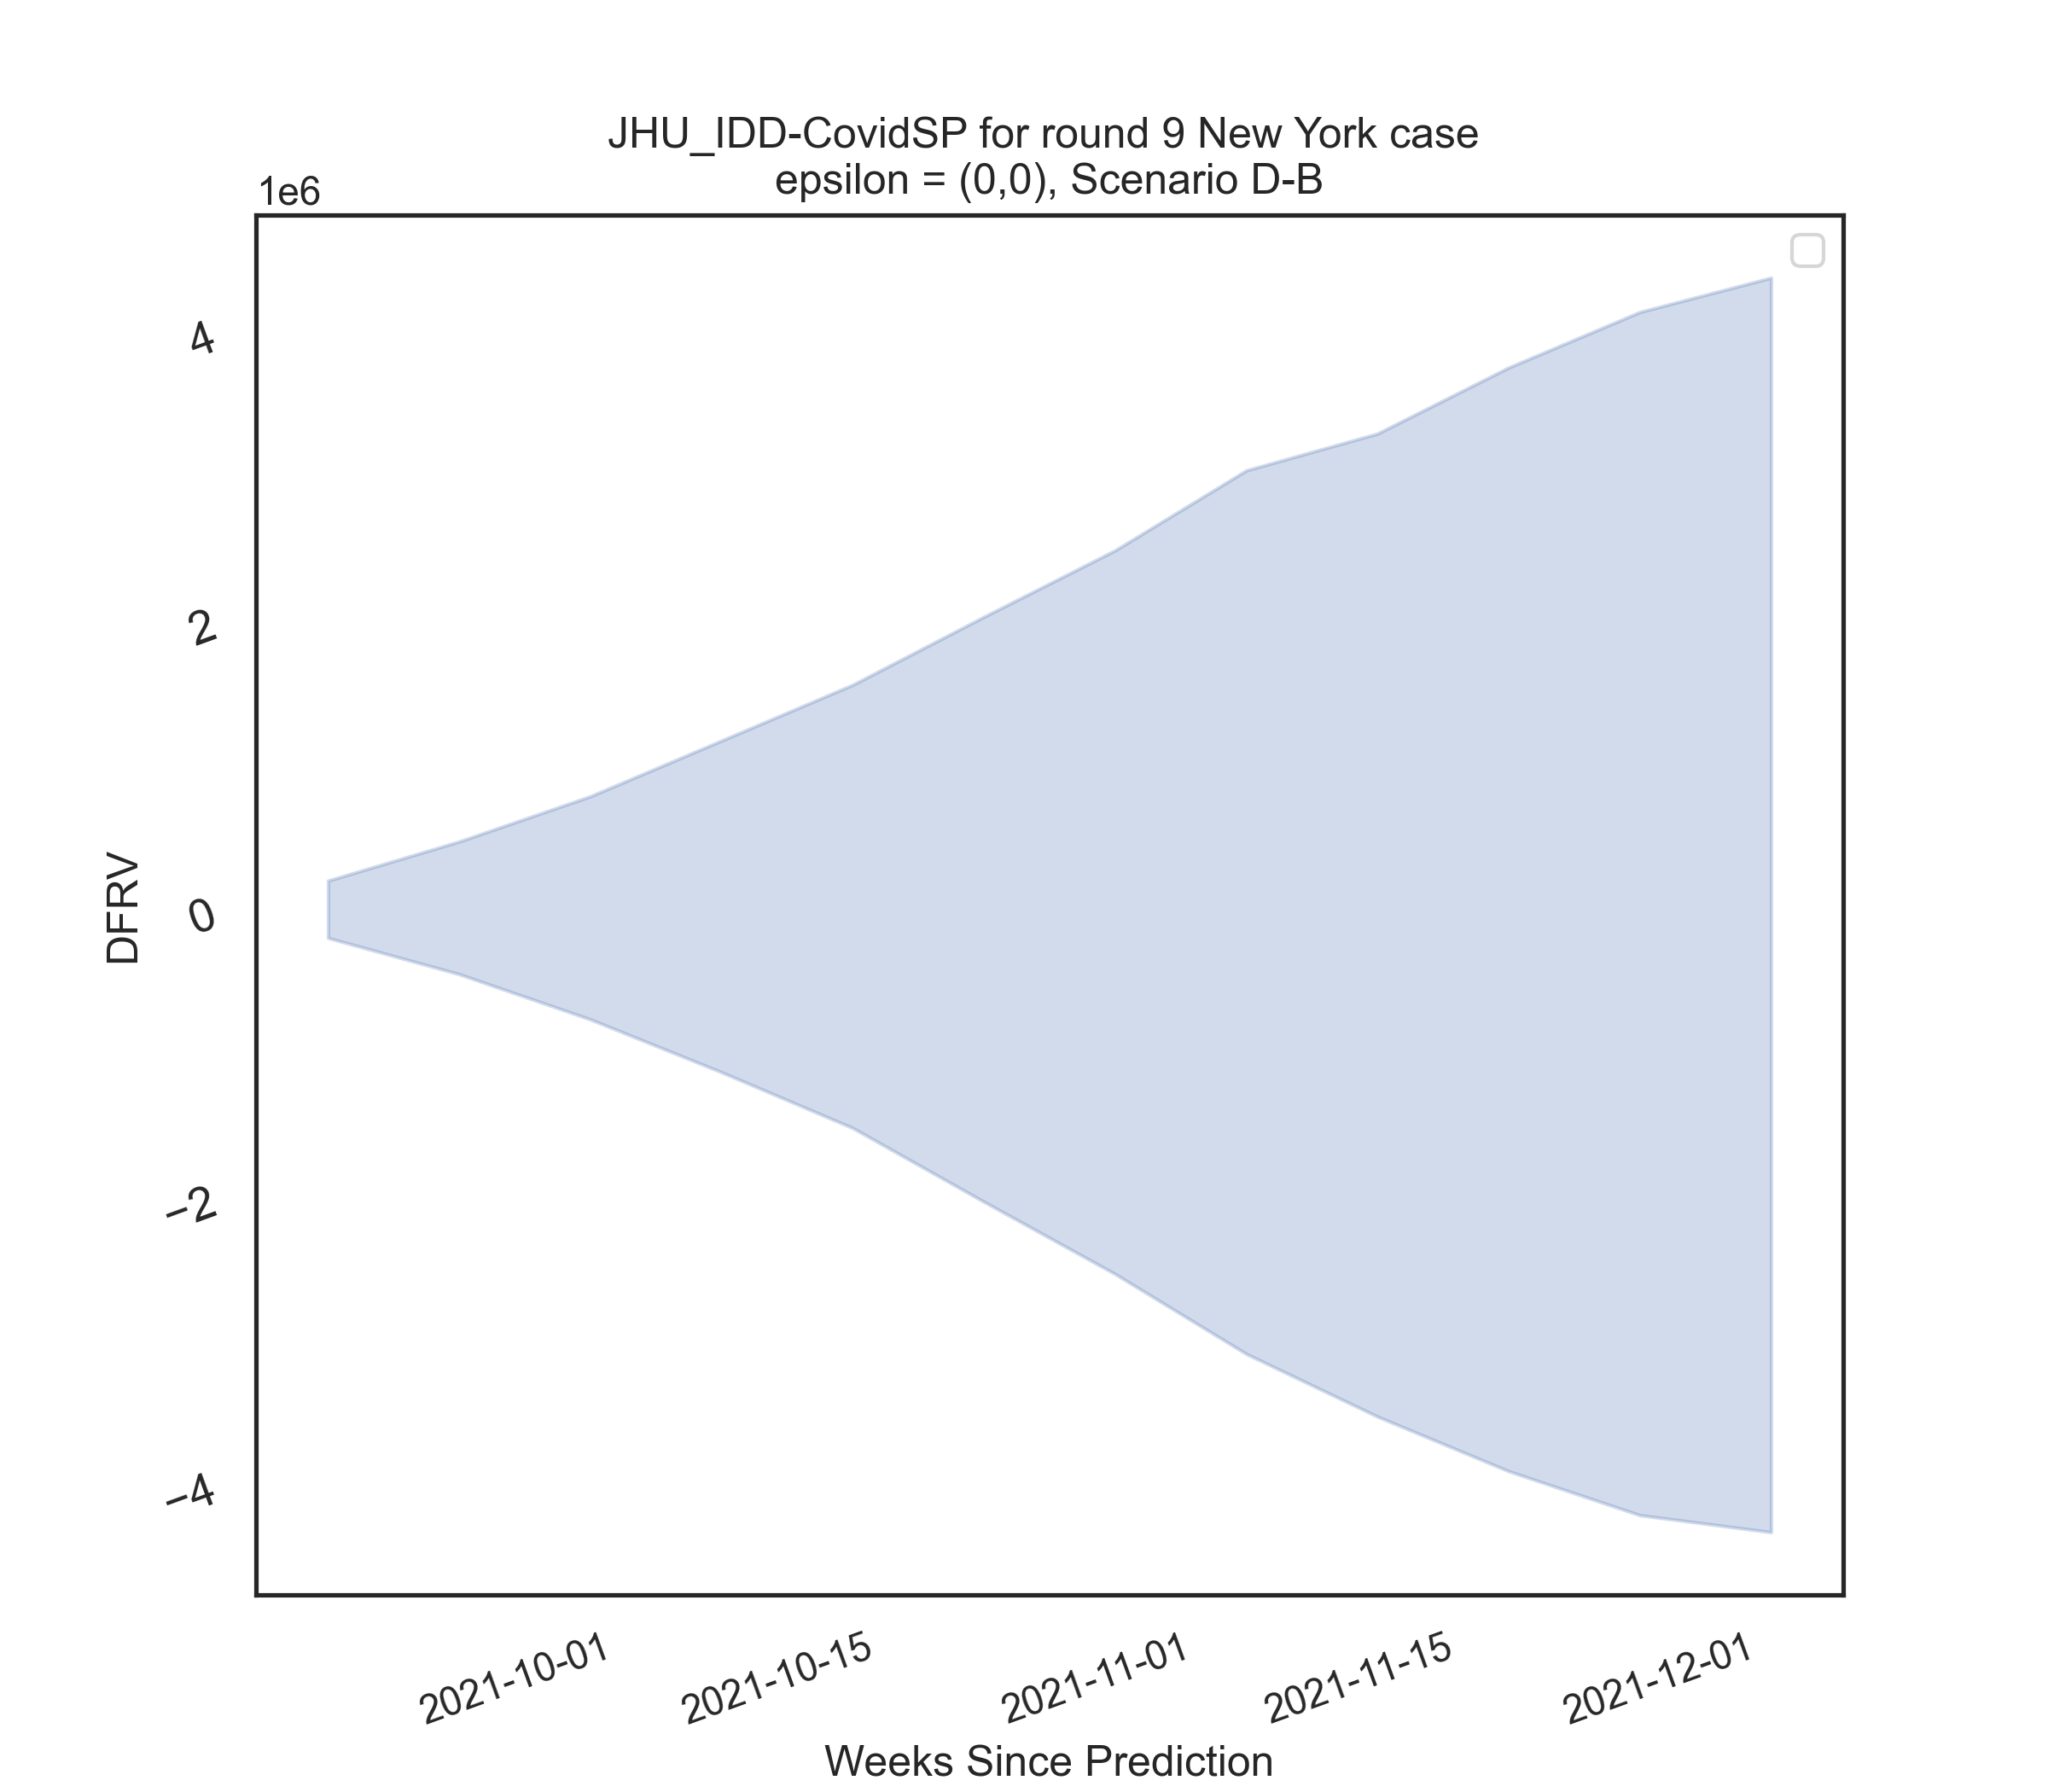 JHU_IDD-CovidSP for round 9 New York case
epsilon = (0,0), Scenario D-B
1e6
4
2
0
−2
−4
DFRV
2021-10-01
2021-10-15
2021-11-01
2021-11-15
2021-12-01
Weeks Since Prediction